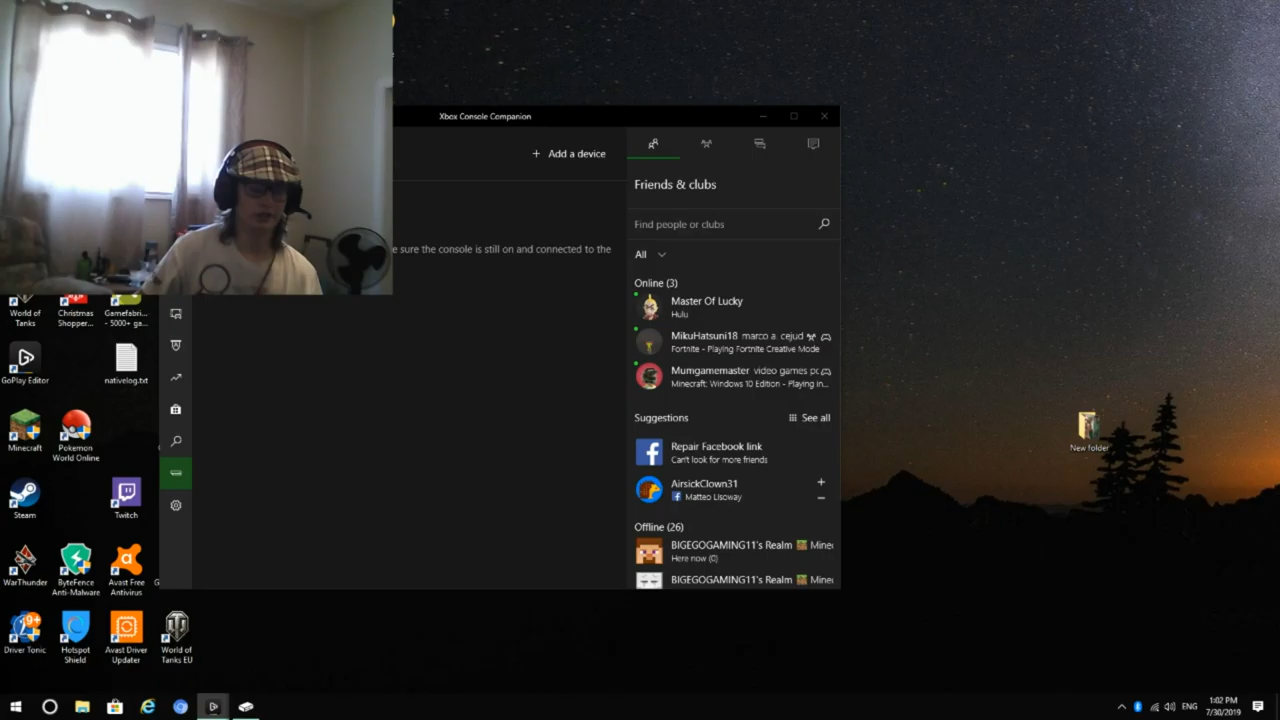 Xbox Console Companion
+ Add a device
e sure the console is still on and connected to the
Friends & clubs
Find people or clubs
All
Online (3)
Master Of Lucky
Hulu
MikuHatsuni18 marco a. cejud
Fortnite - Playing Fortnite Creative Mode
Mumgamemaster video games pc
Minecraft: Windows 10 Edition - Playing in...
Suggestions
See all
Repair Facebook link
Can't look for more friends
AirsickClown31
Matteo Lisoway
Offline (26)
BIGEGOGAMING11's Realm Minec
Here now (0)
BIGEGOGAMING11's Realm Minec
World of
Tanks
Christmas
Shopper...
Gamefabri...
- 5000+ ga...
GoPlay Editor
nativelog.txt
Minecraft
Pokemon
World Online
Steam
Twitch
WarThunder
ByteFence
Anti-Malware
Avast Free
Antivirus
G
Driver Tonic
Hotspot
Shield
Avast Driver
Updater
World of
Tanks EU
New folder
ENG
1:02 PM
7/30/2019